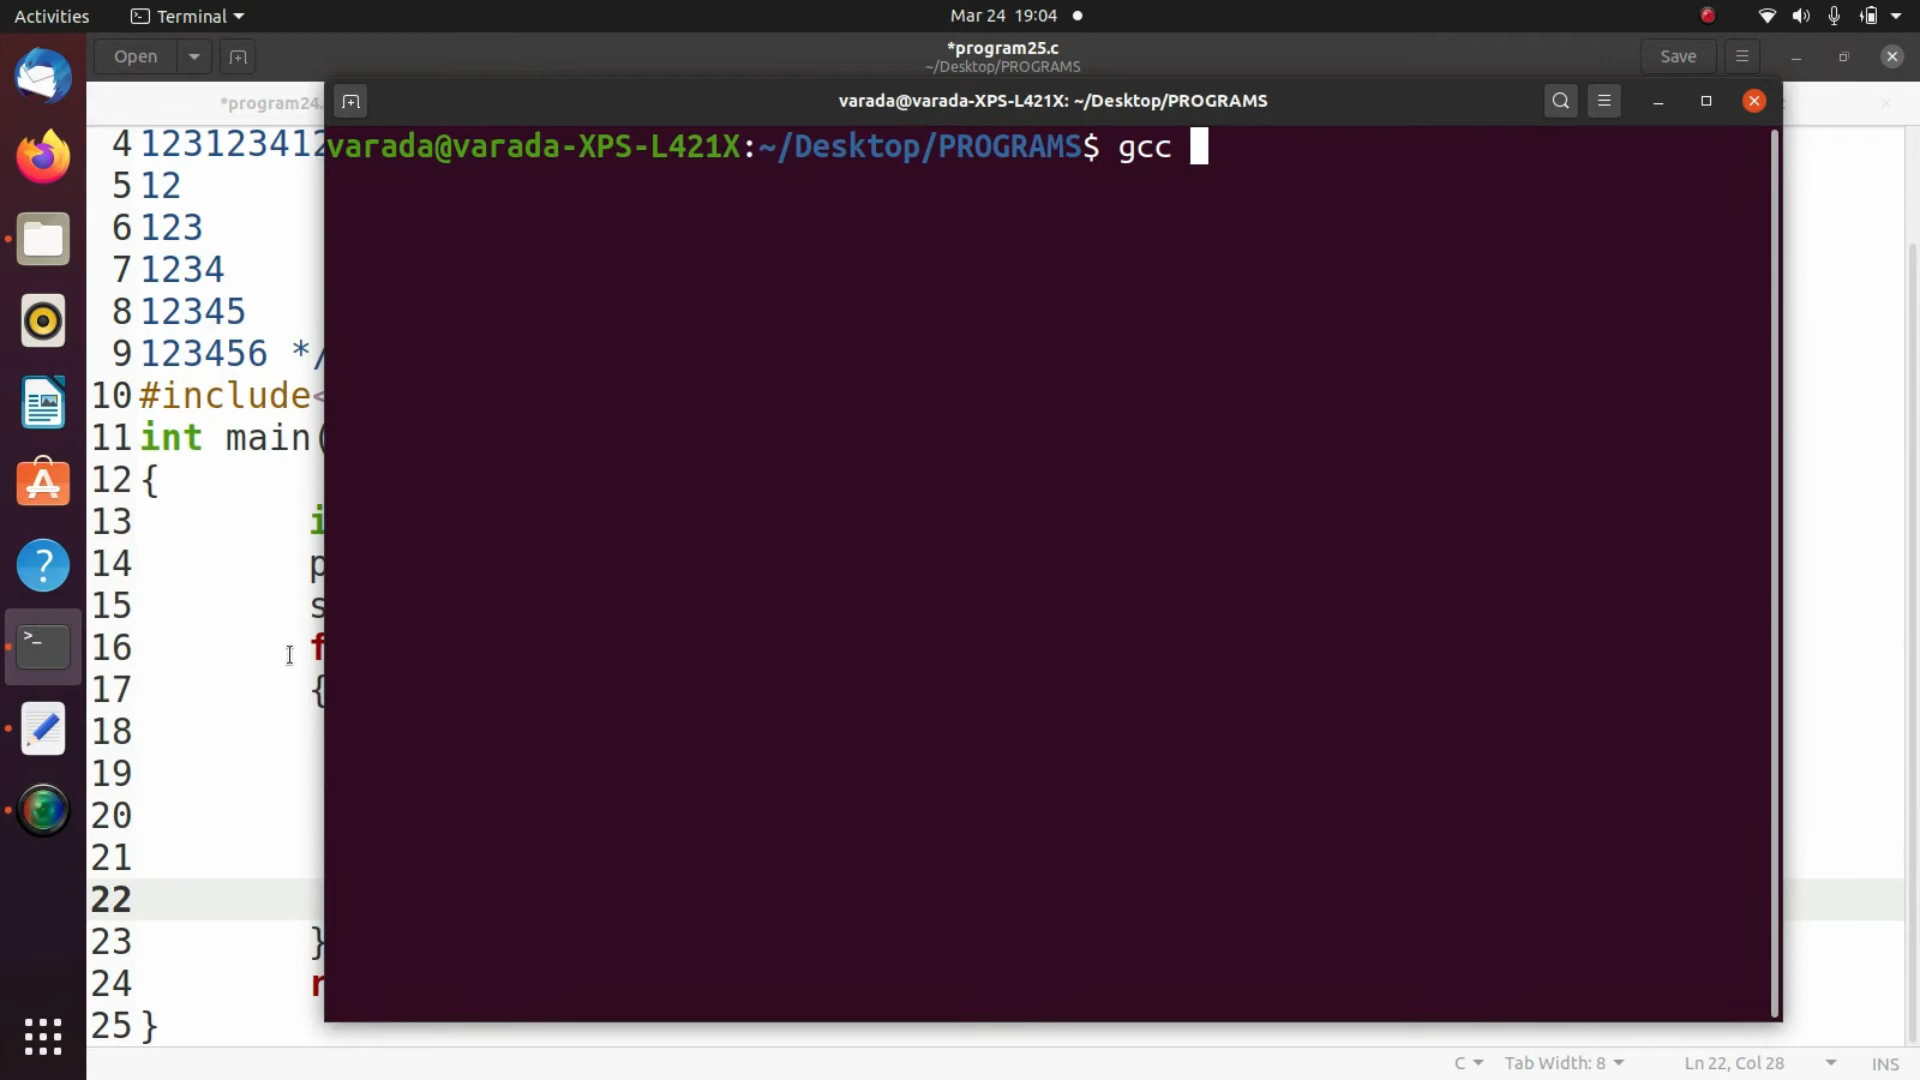 Activities
Terminal
Mar 24 19:04
Open
*program25.c
~/Desktop/PROGRAMS
Save
*program24.
varada@varada-XPS-L421X: ~/Desktop/PROGRAMS
varada@varada-XPS-L421X:~/Desktop/PROGRAMS$ gcc
4 12312341
5 12
6 123
7 1234
8 12345
9 123456 */
10 #include<
11 int main(
12 {
13 i
14 p
15 s
16 f
17 {
18
19
20
21
22
23 }
24 r
25 }
C
Tab Width: 8
Ln 22, Col 28
INS